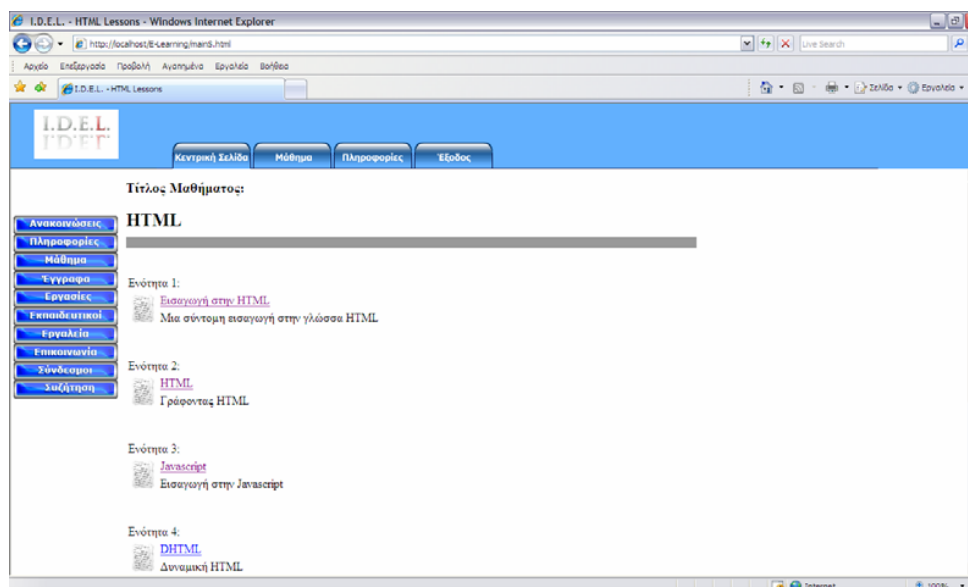 I.D.E.L. - HTML Lessons - Windows Internet Explorer
http://localhost/E-Learning/main5.html
Live Search
Αρχείο Επεξεργασία Προβολή Αγαπημένα Εργαλεία Βοήθεια
I.D.E.L. - HTML Lessons
Σελίδα Εργαλεία
I.D.E.L.
Κεντρική Σελίδα Μάθημα Πληροφορίες Έξοδος
Τίτλος Μαθήματος:
HTML
Ανακοινώσεις
Πληροφορίες
Μάθημα
Έγγραφα
Εργασίες
Εκπαιδευτικοί
Εργαλεία
Επικοινωνία
Σύνδεσμοι
Συζήτηση
Ενότητα 1:
Εισαγωγή στην HTML
Μια σύντομη εισαγωγή στην γλώσσα HTML
Ενότητα 2:
HTML
Γράφοντας HTML
Ενότητα 3:
Javascript
Εισαγωγή στην Javascript
Ενότητα 4:
DHTML
Δυναμική HTML
Internet 100%